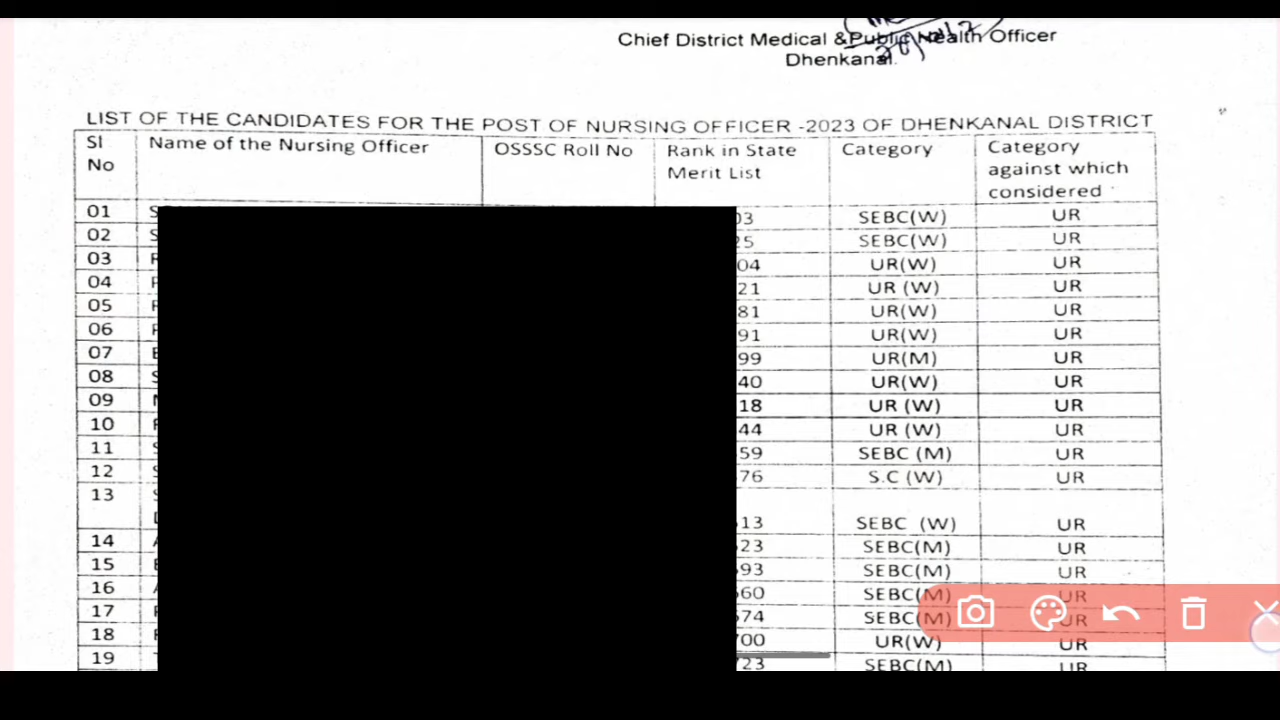 Chief District Medical &Public Health Officer
Dhenkanal.
LIST OF THE CANDIDATES FOR THE POST OF NURSING OFFICER -2023 OF DHENKANAL DISTRICT
Sl No Name of the Nursing Officer OSSSC Roll No Rank in State Merit List Category Category against which considered
01 S 03 SEBC(W) UR
02 S 25 SEBC(W) UR
03 04 UR(W) UR
04 21 UR (W) UR
05 81 UR(W) UR
06 91 UR(W) UR
07 99 UR(M) UR
08 S 40 UR(W) UR
09 18 UR (W) UR
10 44 UR (W) UR
11 S 59 SEBC (M) UR
12 S 76 S.C (W) UR
13 S 13 SEBC (W) UR
14 23 SEBC(M) UR
15 93 SEBC(M) UR
16 60 SEBC(M) UR
17 74 SEBC(M) UR
18 700 UR(W) UR
19 723 SEBC(M) UR